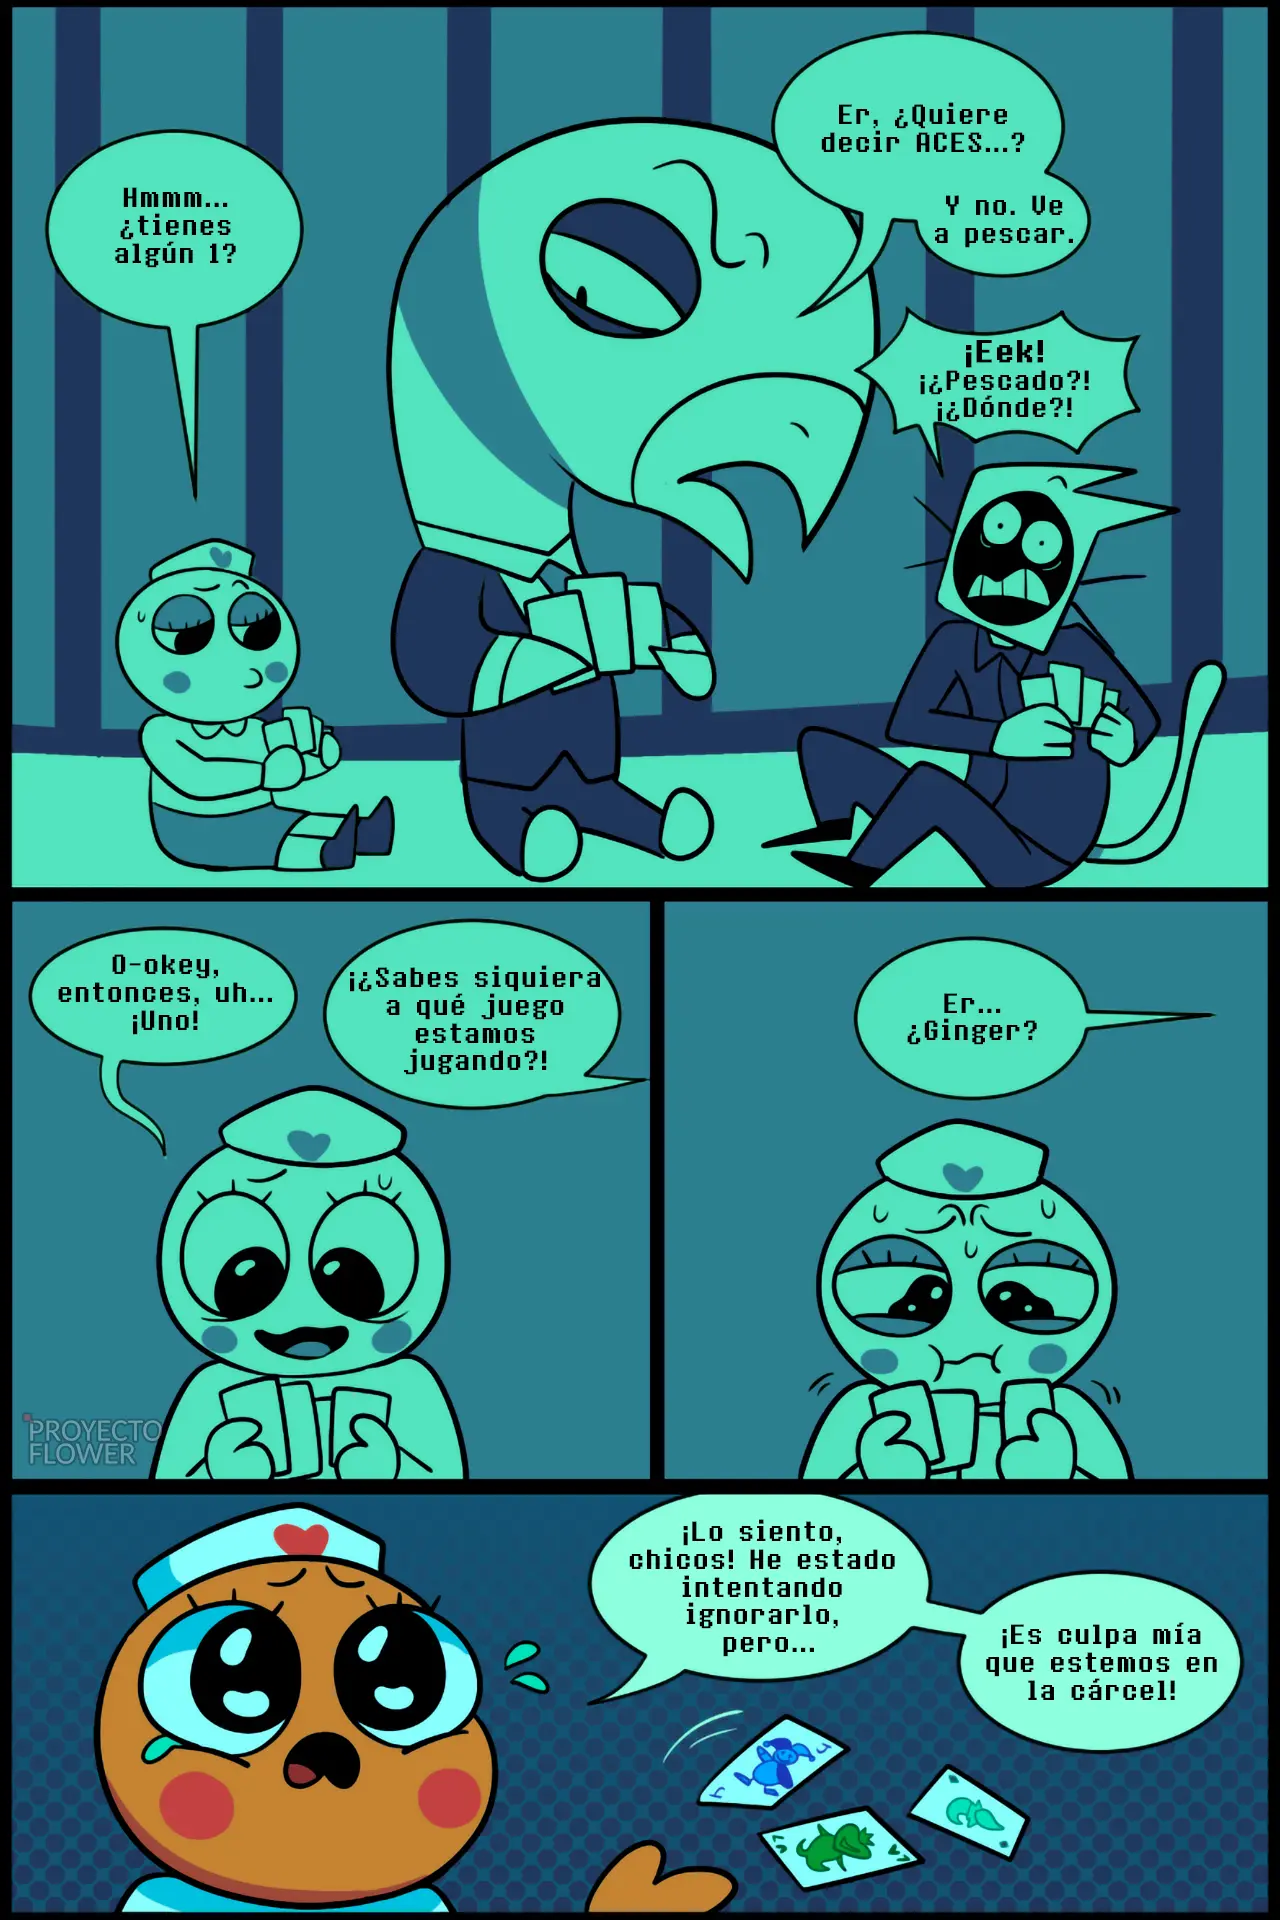 Hmmm...
¿tienes
algún 1?
Er, ¿Quiere
decir ACES...?
Y no. Ve
a pescar.
¡Eek!
¡¿Pescado?!
¡¿Dónde?!
O-okey,
entonces, uh...
¡Uno!
¡¿Sabes siquiera
a qué juego
estamos
jugando?!
Er...
¿Ginger?
PROYECTO
FLOWER
¡Lo siento,
chicos! He estado
intentando
ignorarlo,
pero...
¡Es culpa mía
que estemos en
la cárcel!